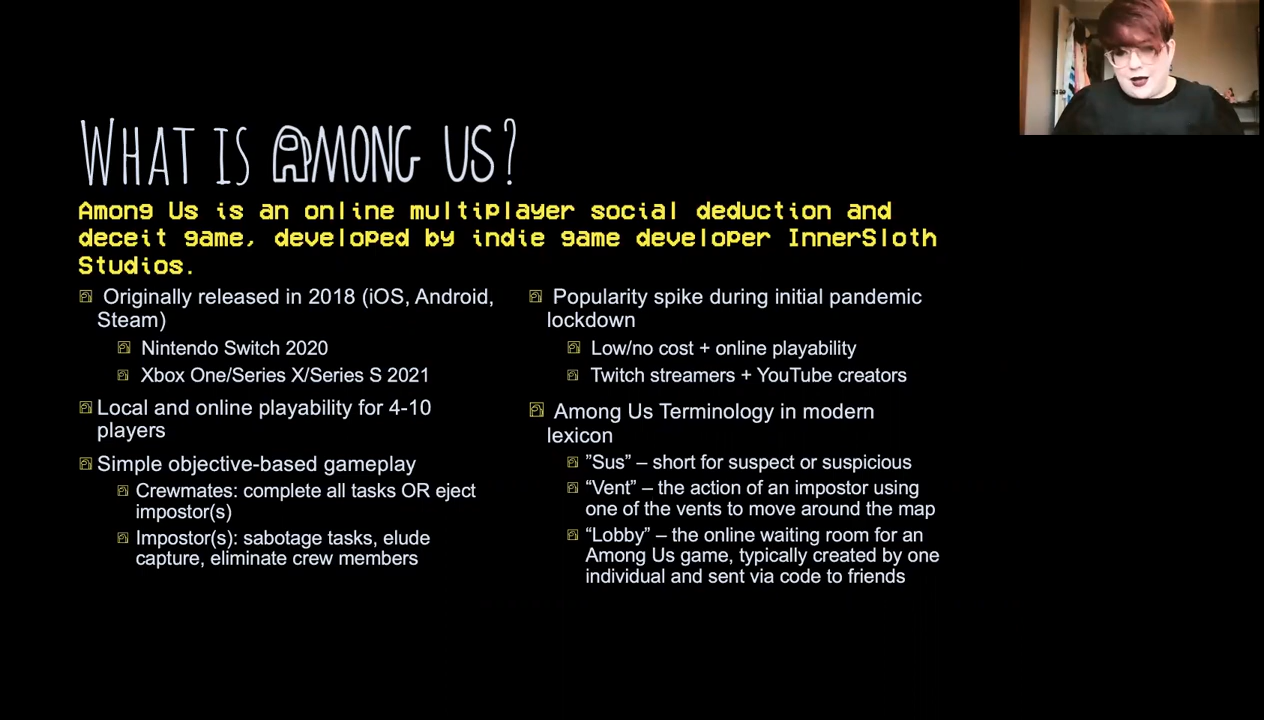 WHAT IS AMONG US?
Among Us is an online multiplayer social deduction and
deceit game, developed by indie game developer InnerSloth
Studios.
Originally released in 2018 (iOS, Android,
Steam)
Nintendo Switch 2020
Xbox One/Series X/Series S 2021
Local and online playability for 4-10
players
Simple objective-based gameplay
Crewmates: complete all tasks OR eject
impostor(s)
Impostor(s): sabotage tasks, elude
capture, eliminate crew members
Popularity spike during initial pandemic
lockdown
Low/no cost + online playability
Twitch streamers + YouTube creators
Among Us Terminology in modern
lexicon
”Sus” – short for suspect or suspicious
“Vent” – the action of an impostor using
one of the vents to move around the map
“Lobby” – the online waiting room for an
Among Us game, typically created by one
individual and sent via code to friends